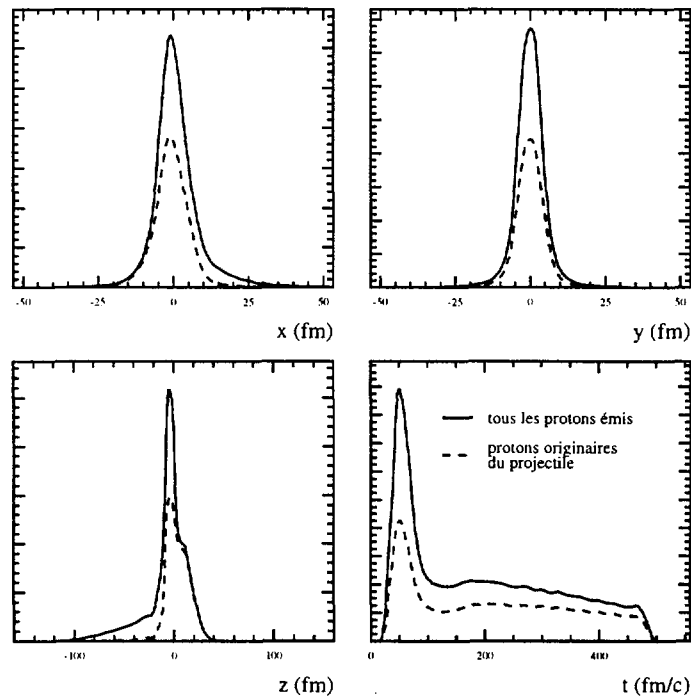 -50 -25 0 25 50
x (fm)
-50 -25 0 25 50
y (fm)
-100 0 100
z (fm)
tous les protons émis
protons originaires
du projectile
0 200 400
t (fm/c)